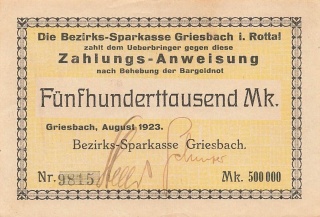 Die Bezirks-Sparkasse Griesbach i. Rottal
zahlt dem Ueberbringer gegen diese
Zahlungs-Anweisung
nach Behebung der Bargeldnot
Fünfhunderttausend Mk.
Griesbach, August 1923.
Bezirks-Sparkasse Griesbach.
Nr. 9815
Mk. 500 000